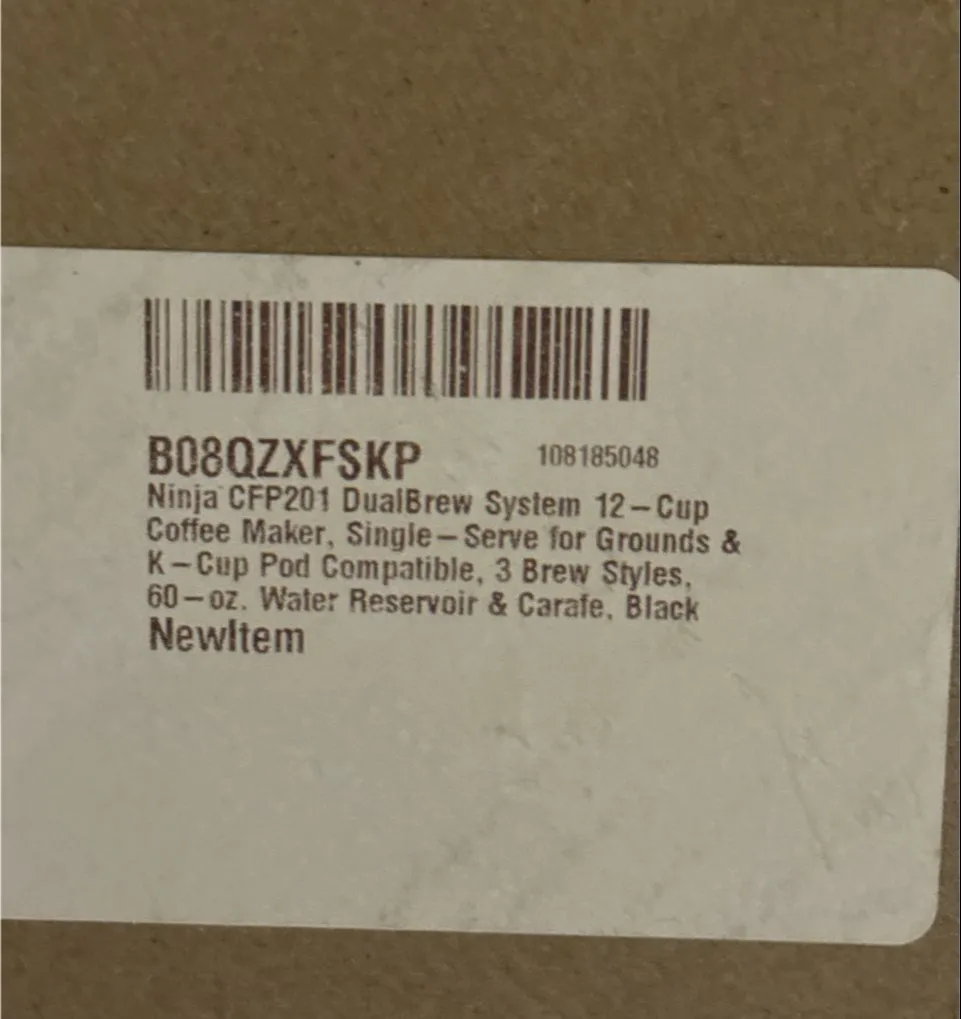 B08QZXFSKP 108185048
Ninja CFP201 DualBrew System 12-Cup
Coffee Maker, Single-Serve for Grounds &
K-Cup Pod Compatible, 3 Brew Styles,
60-oz. Water Reservoir & Carafe, Black
NewItem